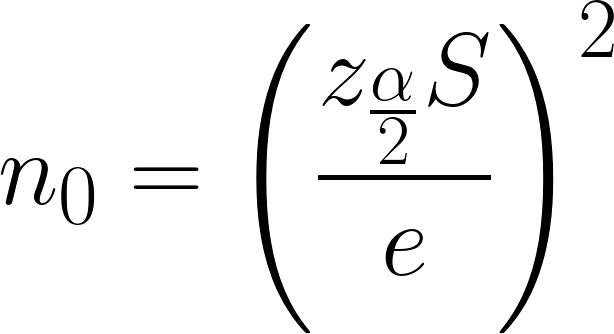 n_0 = \left( \frac{z_{\frac{\alpha}{2}} S}{e} \right)^2